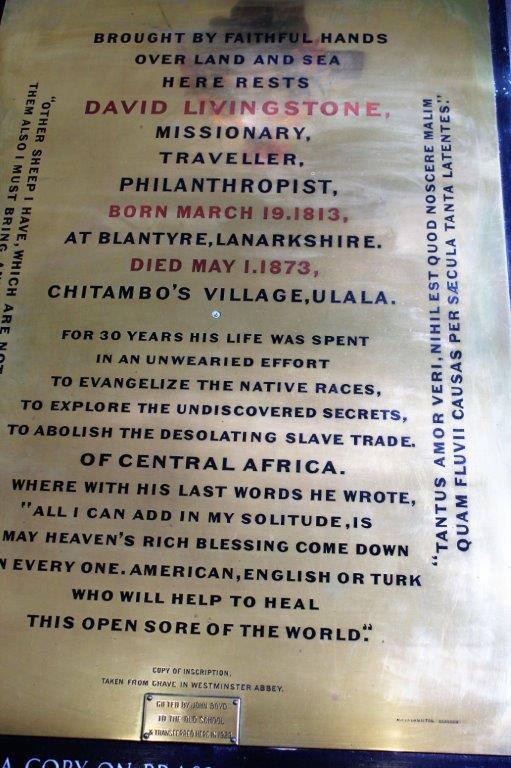 BROUGHT BY FAITHFUL HANDS
OVER LAND AND SEA
HERE RESTS
DAVID LIVINGSTONE,
MISSIONARY,
TRAVELLER,
PHILANTHROPIST,
BORN MARCH 19.1813,
AT BLANTYRE, LANARKSHIRE.
DIED MAY 1.1873,
CHITAMBO'S VILLAGE, ULALA.
FOR 30 YEARS HIS LIFE WAS SPENT
IN AN UNWEARIED EFFORT
TO EVANGELIZE THE NATIVE RACES,
TO EXPLORE THE UNDISCOVERED SECRETS,
TO ABOLISH THE DESOLATING SLAVE TRADE.
OF CENTRAL AFRICA.
WHERE WITH HIS LAST WORDS HE WROTE,
"ALL I CAN ADD IN MY SOLITUDE, IS
MAY HEAVEN'S RICH BLESSING COME DOWN
N EVERY ONE. AMERICAN, ENGLISH OR TURK
WHO WILL HELP TO HEAL
THIS OPEN SORE OF THE WORLD."
"OTHER SHEEP I HAVE, WHICH ARE NOT
THEM ALSO I MUST BRING
"TANTUS AMOR VERI, NIHIL EST QUOD NOSCERE MALIM
QUAM FLUVII CAUSAS PER SÆCULA TANTA LATENTES."
COPY OF INSCRIPTION,
TAKEN FROM GRAVE IN WESTMINSTER ABBEY.
GIFTED BY JOHN BOYD
TO THE OLD SCHOOL
& TRANSFERRED HERE IN
A COPY ON